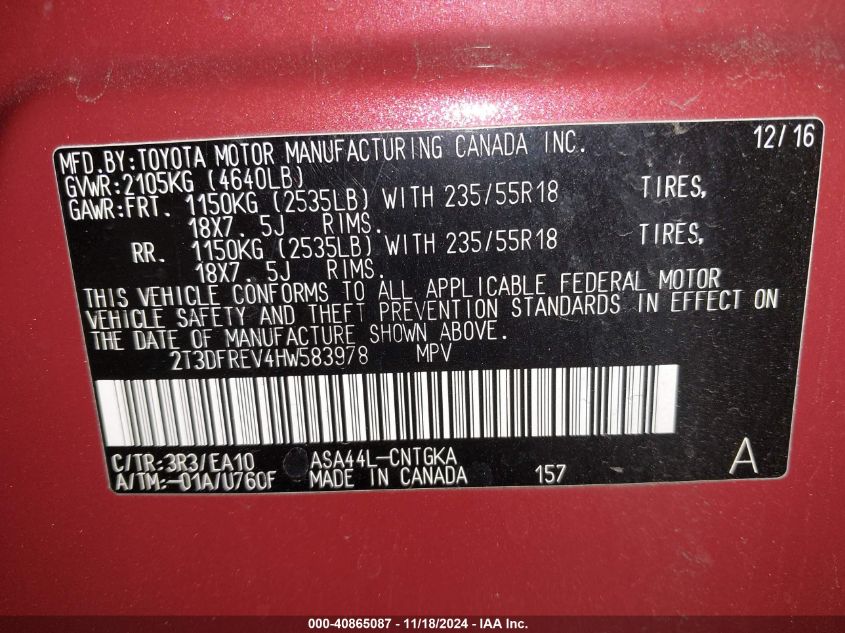 12/16
MFD.BY:TOYOTA MOTOR MANUFACTURING CANADA INC.
GVWR:2105KG (4640LB)
GAWR:FRT. 1150KG (2535LB) WITH 235/55R18 TIRES,
18X7. 5J RIMS.
RR. 1150KG (2535LB) WITH 235/55R18 TIRES,
18X7. 5J RIMS.
THIS VEHICLE CONFORMS TO ALL APPLICABLE FEDERAL MOTOR
VEHICLE SAFETY AND THEFT PREVENTION STANDARDS IN EFFECT ON
THE DATE OF MANUFACTURE SHOWN ABOVE.
2T3DFREV4HW583978 MPV
C/TR:3R3/EA10 ASA44L-CNTGKA
A/TM:-01A/U760F MADE IN CANADA 157 A
000-40865087 - 11/18/2024 - IAA, Inc.